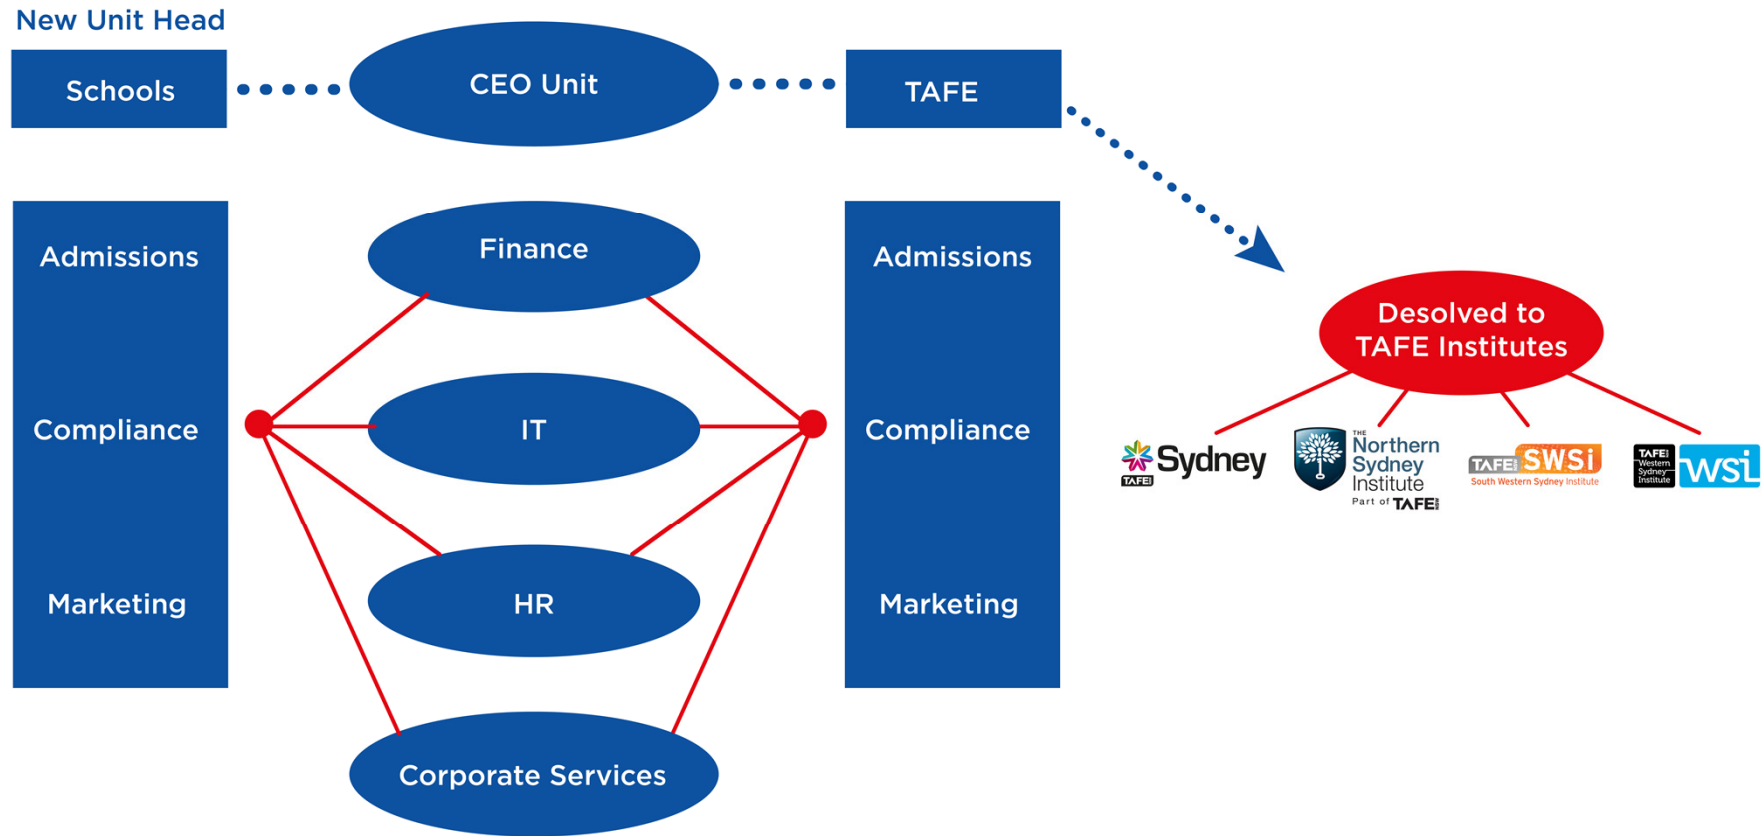 New Unit Head
Schools
CEO Unit
TAFE
Admissions
Compliance
Marketing
Finance
IT
HR
Corporate Services
Admissions
Compliance
Marketing
Desolved to
TAFE Institutes
TAFE
Sydney
THE
Northern
Sydney
Institute
Part of TAFE
TAFE SWSi
South Western Sydney Institute
TAFE
Western
Sydney
Institute
wsi